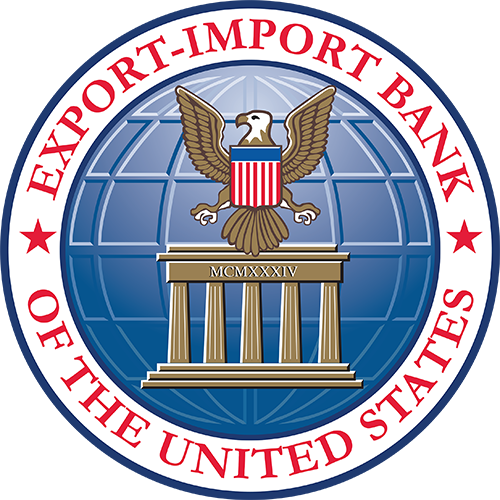 EXPORT-IMPORT BANK
OF THE UNITED STATES
MCMXXXIV